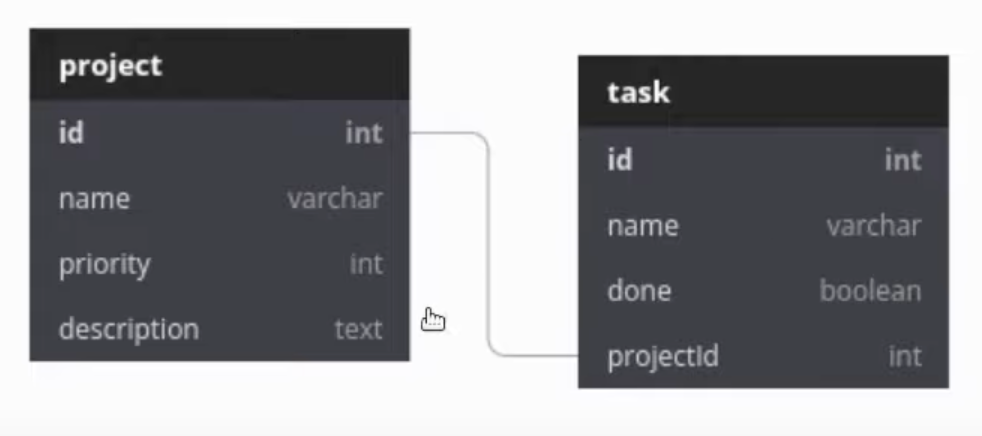 project
id int
name varchar
priority int
description text
task
id int
name varchar
done boolean
projectId int